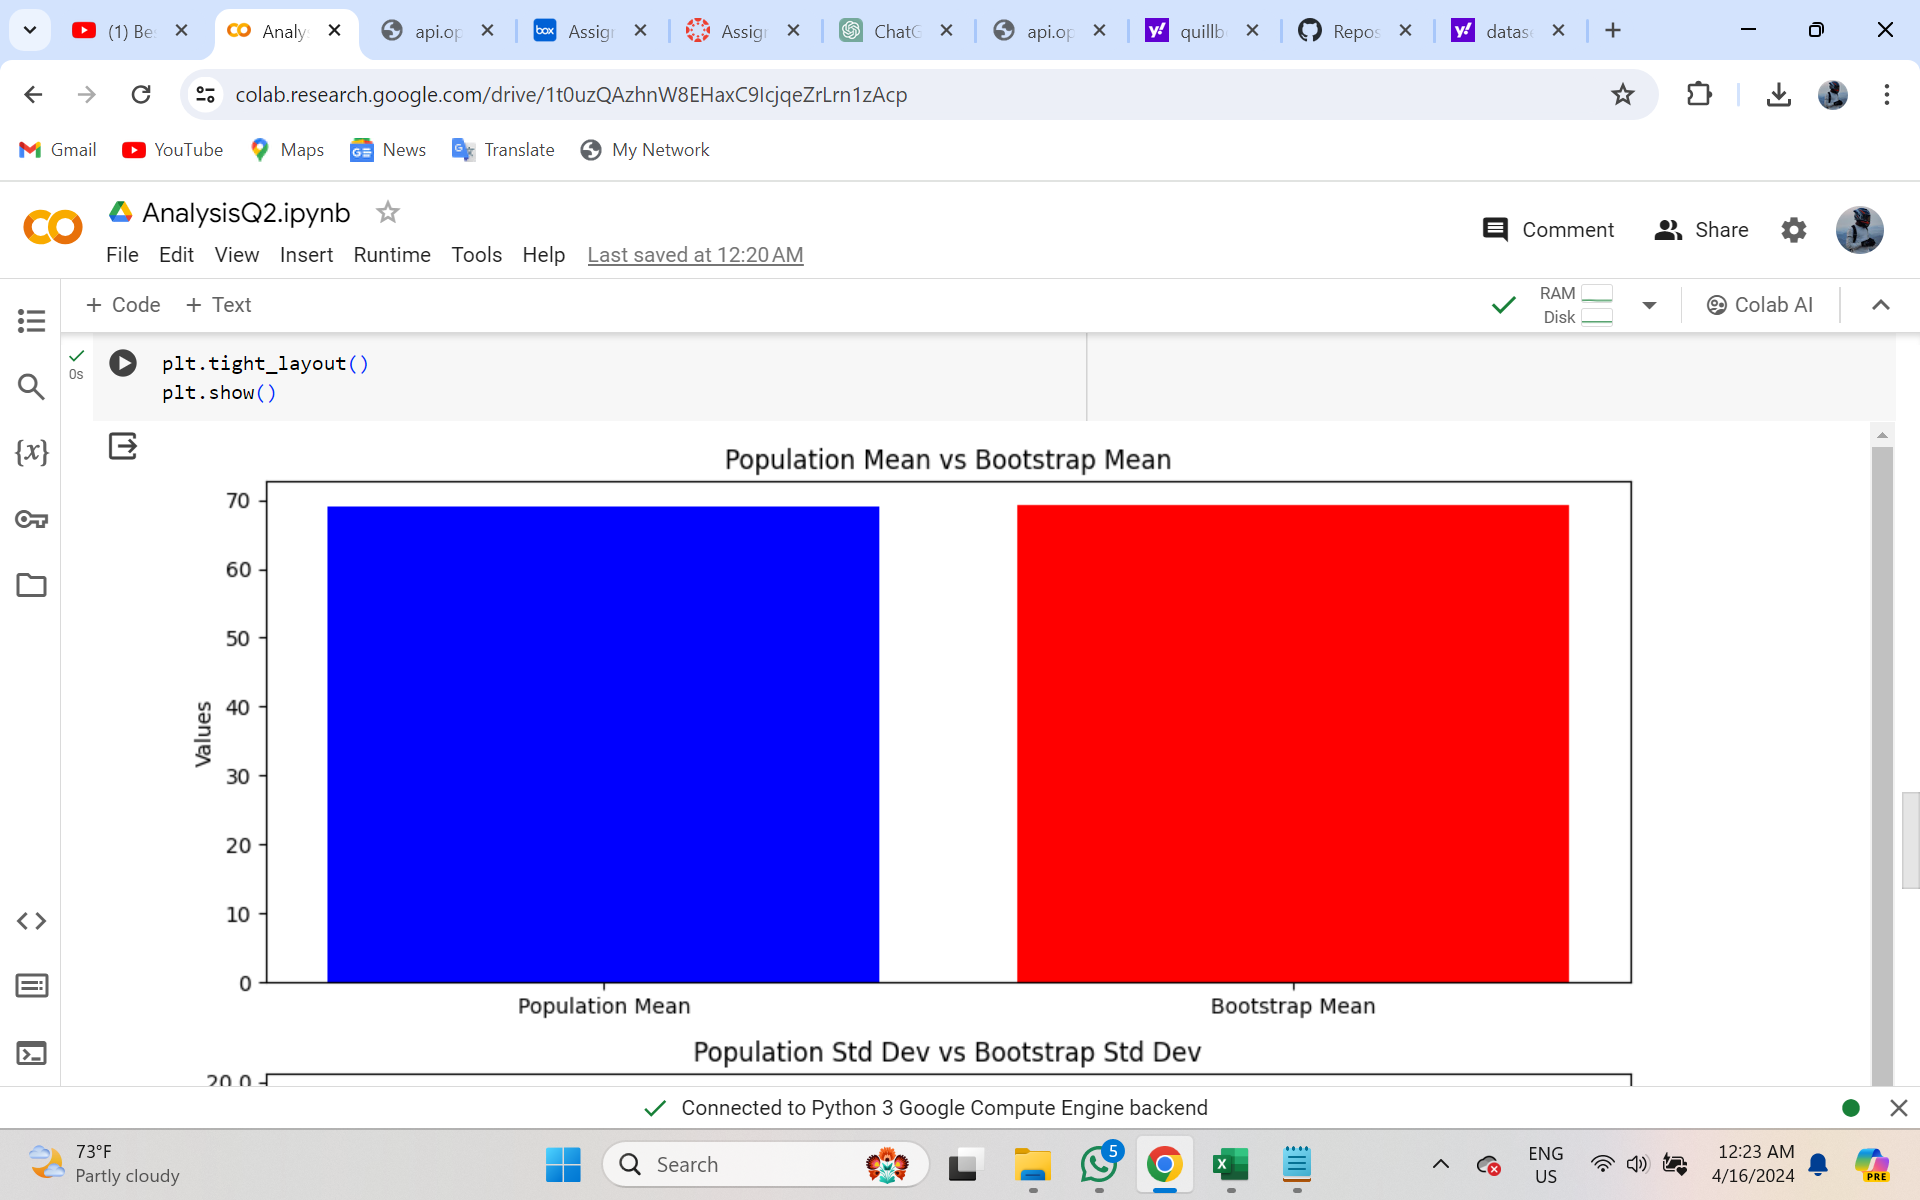 (1) Be
Analy
api.op
Assign
Assign
ChatG
api.op
quillb
Repos
datas
colab.research.google.com/drive/1t0uzQAzhnW8EHaxC9IcjqeZrLrn1zAcp
Gmail
YouTube
Maps
News
Translate
My Network
AnalysisQ2.ipynb
Comment
Share
File Edit View Insert Runtime Tools Help Last saved at 12:20 AM
+ Code + Text
RAM
Disk
Colab AI
0s
plt.tight_layout()
plt.show()
{x}
Population Mean vs Bootstrap Mean
70
60
50
40
30
20
10
0
Values
Population Mean
Bootstrap Mean
Population Std Dev vs Bootstrap Std Dev
20.0
Connected to Python 3 Google Compute Engine backend
73°F
Partly cloudy
Search
5
ENG
US
12:23 AM
4/16/2024
PRE